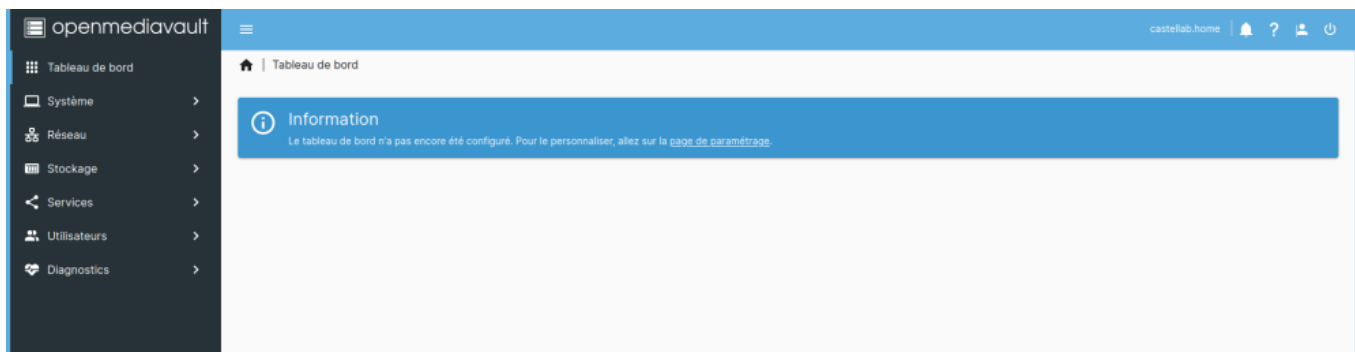 openmediavault
castellab.home
Tableau de bord
Tableau de bord
Système
Réseau
Stockage
Services
Utilisateurs
Diagnostics
Information
Le tableau de bord n'a pas encore été configuré. Pour le personnaliser, allez sur la page de paramétrage.